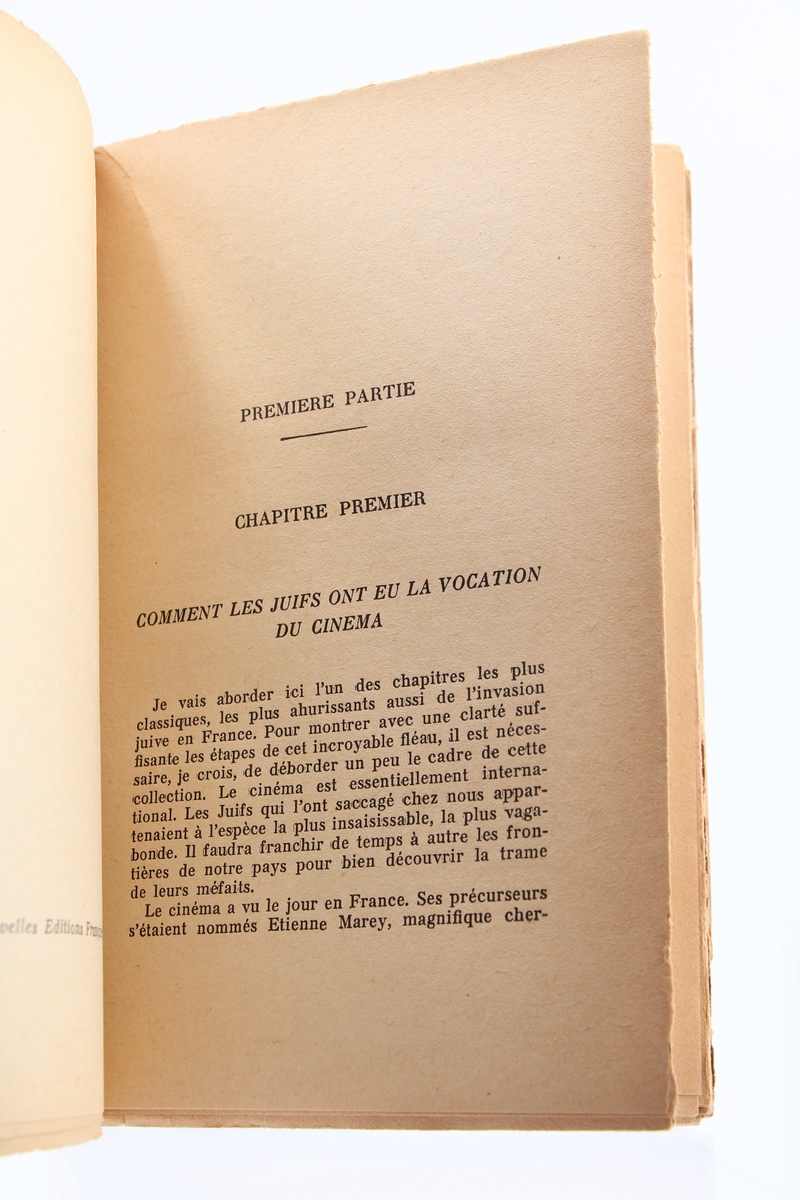 PREMIERE PARTIE
CHAPITRE PREMIER
COMMENT LES JUIFS ONT EU LA VOCATION
DU CINEMA
Je vais aborder ici l'un des chapitres les plus
classiques, les plus ahurissants aussi de l'invasion
juive en France. Pour montrer avec une clarté suf-
fisante les étapes de cet incroyable fléau, il est néces-
saire, je crois, de déborder un peu le cadre de cette
collection. Le cinéma est essentiellement interna-
tional. Les Juifs qui l'ont saccagé chez nous appar-
tenaient à l'espèce la plus insaisissable, la plus vaga-
bonde. Il faudra franchir de temps à autre les fron-
tières de notre pays pour bien découvrir la trame
de leurs méfaits.
Le cinéma a vu le jour en France. Ses précurseurs
s'étaient nommés Etienne Marey, magnifique cher-
velles Editions Franç